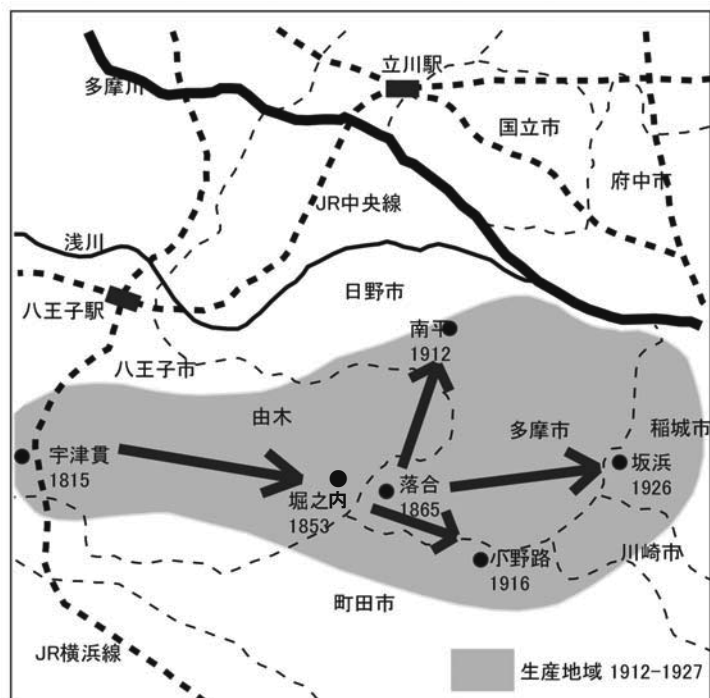 立川駅
多摩川
国立市
府中市
JR中央線
浅川
日野市
八王子駅
南平
1912
八王子市
由木
多摩市
稲城市
宇津貫
1815
坂浜
1926
堀之内
1853
落合
1865
小野路
1916
川崎市
町田市
JR横浜線
生産地域 1912-1927